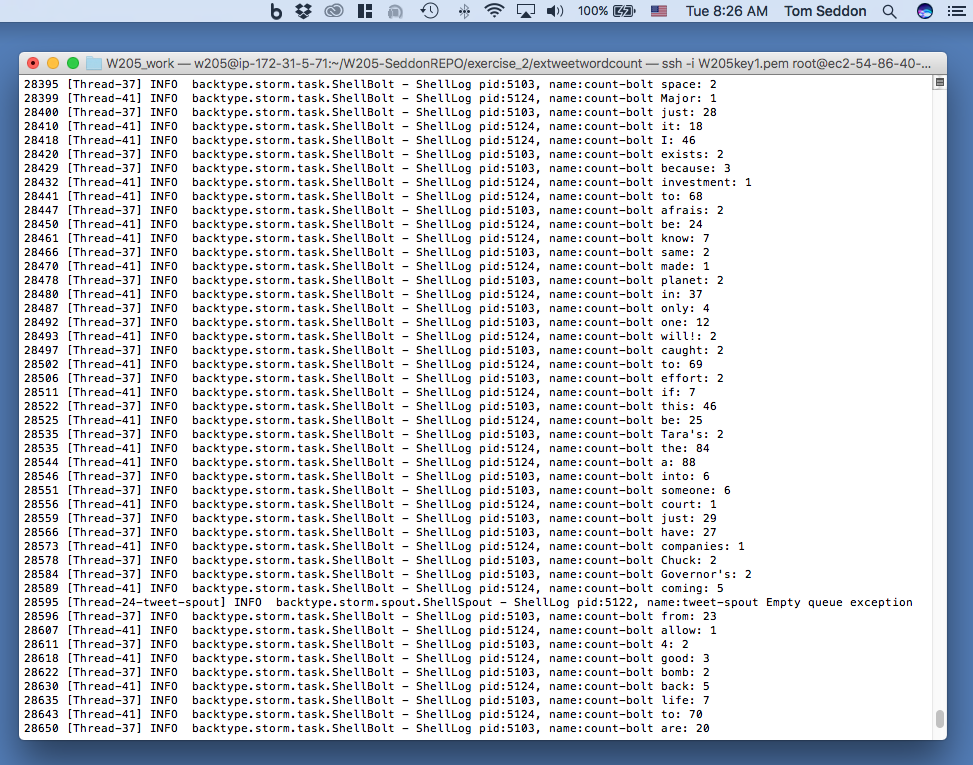 100% Tue 8:26 AM Tom Seddon
W205_work — w205@ip-172-31-5-71:~/W205-SeddonREPO/exercise_2/extweetwordcount — ssh -i W205key1.pem root@ec2-54-86-40-...
28395 [Thread-37] INFO  backtype.storm.task.ShellBolt - ShellLog pid:5103, name:count-bolt space: 2
28399 [Thread-41] INFO  backtype.storm.task.ShellBolt - ShellLog pid:5124, name:count-bolt Major: 1
28400 [Thread-37] INFO  backtype.storm.task.ShellBolt - ShellLog pid:5103, name:count-bolt just: 28
28410 [Thread-41] INFO  backtype.storm.task.ShellBolt - ShellLog pid:5124, name:count-bolt it: 18
28418 [Thread-41] INFO  backtype.storm.task.ShellBolt - ShellLog pid:5124, name:count-bolt I: 46
28420 [Thread-37] INFO  backtype.storm.task.ShellBolt - ShellLog pid:5103, name:count-bolt exists: 2
28429 [Thread-37] INFO  backtype.storm.task.ShellBolt - ShellLog pid:5103, name:count-bolt because: 3
28432 [Thread-41] INFO  backtype.storm.task.ShellBolt - ShellLog pid:5124, name:count-bolt investment: 1
28441 [Thread-41] INFO  backtype.storm.task.ShellBolt - ShellLog pid:5124, name:count-bolt to: 68
28447 [Thread-37] INFO  backtype.storm.task.ShellBolt - ShellLog pid:5103, name:count-bolt afrais: 2
28450 [Thread-41] INFO  backtype.storm.task.ShellBolt - ShellLog pid:5124, name:count-bolt be: 24
28461 [Thread-41] INFO  backtype.storm.task.ShellBolt - ShellLog pid:5124, name:count-bolt know: 7
28466 [Thread-37] INFO  backtype.storm.task.ShellBolt - ShellLog pid:5103, name:count-bolt same: 2
28470 [Thread-41] INFO  backtype.storm.task.ShellBolt - ShellLog pid:5124, name:count-bolt made: 1
28478 [Thread-37] INFO  backtype.storm.task.ShellBolt - ShellLog pid:5103, name:count-bolt planet: 2
28480 [Thread-41] INFO  backtype.storm.task.ShellBolt - ShellLog pid:5124, name:count-bolt in: 37
28487 [Thread-37] INFO  backtype.storm.task.ShellBolt - ShellLog pid:5103, name:count-bolt only: 4
28492 [Thread-37] INFO  backtype.storm.task.ShellBolt - ShellLog pid:5103, name:count-bolt one: 12
28493 [Thread-41] INFO  backtype.storm.task.ShellBolt - ShellLog pid:5124, name:count-bolt will!: 2
28497 [Thread-37] INFO  backtype.storm.task.ShellBolt - ShellLog pid:5103, name:count-bolt caught: 2
28502 [Thread-41] INFO  backtype.storm.task.ShellBolt - ShellLog pid:5124, name:count-bolt to: 69
28506 [Thread-37] INFO  backtype.storm.task.ShellBolt - ShellLog pid:5103, name:count-bolt effort: 2
28511 [Thread-41] INFO  backtype.storm.task.ShellBolt - ShellLog pid:5124, name:count-bolt if: 7
28522 [Thread-37] INFO  backtype.storm.task.ShellBolt - ShellLog pid:5103, name:count-bolt this: 46
28525 [Thread-41] INFO  backtype.storm.task.ShellBolt - ShellLog pid:5124, name:count-bolt be: 25
28535 [Thread-37] INFO  backtype.storm.task.ShellBolt - ShellLog pid:5103, name:count-bolt Tara's: 2
28535 [Thread-41] INFO  backtype.storm.task.ShellBolt - ShellLog pid:5124, name:count-bolt the: 84
28544 [Thread-41] INFO  backtype.storm.task.ShellBolt - ShellLog pid:5124, name:count-bolt a: 88
28546 [Thread-37] INFO  backtype.storm.task.ShellBolt - ShellLog pid:5103, name:count-bolt into: 6
28551 [Thread-37] INFO  backtype.storm.task.ShellBolt - ShellLog pid:5103, name:count-bolt someone: 6
28556 [Thread-41] INFO  backtype.storm.task.ShellBolt - ShellLog pid:5124, name:count-bolt court: 1
28559 [Thread-37] INFO  backtype.storm.task.ShellBolt - ShellLog pid:5103, name:count-bolt just: 29
28566 [Thread-37] INFO  backtype.storm.task.ShellBolt - ShellLog pid:5103, name:count-bolt have: 27
28573 [Thread-41] INFO  backtype.storm.task.ShellBolt - ShellLog pid:5124, name:count-bolt companies: 1
28578 [Thread-37] INFO  backtype.storm.task.ShellBolt - ShellLog pid:5103, name:count-bolt Chuck: 2
28584 [Thread-37] INFO  backtype.storm.task.ShellBolt - ShellLog pid:5103, name:count-bolt Governor's: 2
28589 [Thread-41] INFO  backtype.storm.task.ShellBolt - ShellLog pid:5124, name:count-bolt coming: 5
28595 [Thread-24-tweet-spout] INFO  backtype.storm.spout.ShellSpout - ShellLog pid:5122, name:tweet-spout Empty queue exception
28596 [Thread-37] INFO  backtype.storm.task.ShellBolt - ShellLog pid:5103, name:count-bolt from: 23
28607 [Thread-41] INFO  backtype.storm.task.ShellBolt - ShellLog pid:5124, name:count-bolt allow: 1
28611 [Thread-37] INFO  backtype.storm.task.ShellBolt - ShellLog pid:5103, name:count-bolt 4: 2
28618 [Thread-41] INFO  backtype.storm.task.ShellBolt - ShellLog pid:5124, name:count-bolt good: 3
28622 [Thread-37] INFO  backtype.storm.task.ShellBolt - ShellLog pid:5103, name:count-bolt bomb: 2
28630 [Thread-41] INFO  backtype.storm.task.ShellBolt - ShellLog pid:5124, name:count-bolt back: 5
28635 [Thread-37] INFO  backtype.storm.task.ShellBolt - ShellLog pid:5103, name:count-bolt life: 7
28643 [Thread-41] INFO  backtype.storm.task.ShellBolt - ShellLog pid:5124, name:count-bolt to: 70
28650 [Thread-37] INFO  backtype.storm.task.ShellBolt - ShellLog pid:5103, name:count-bolt are: 20